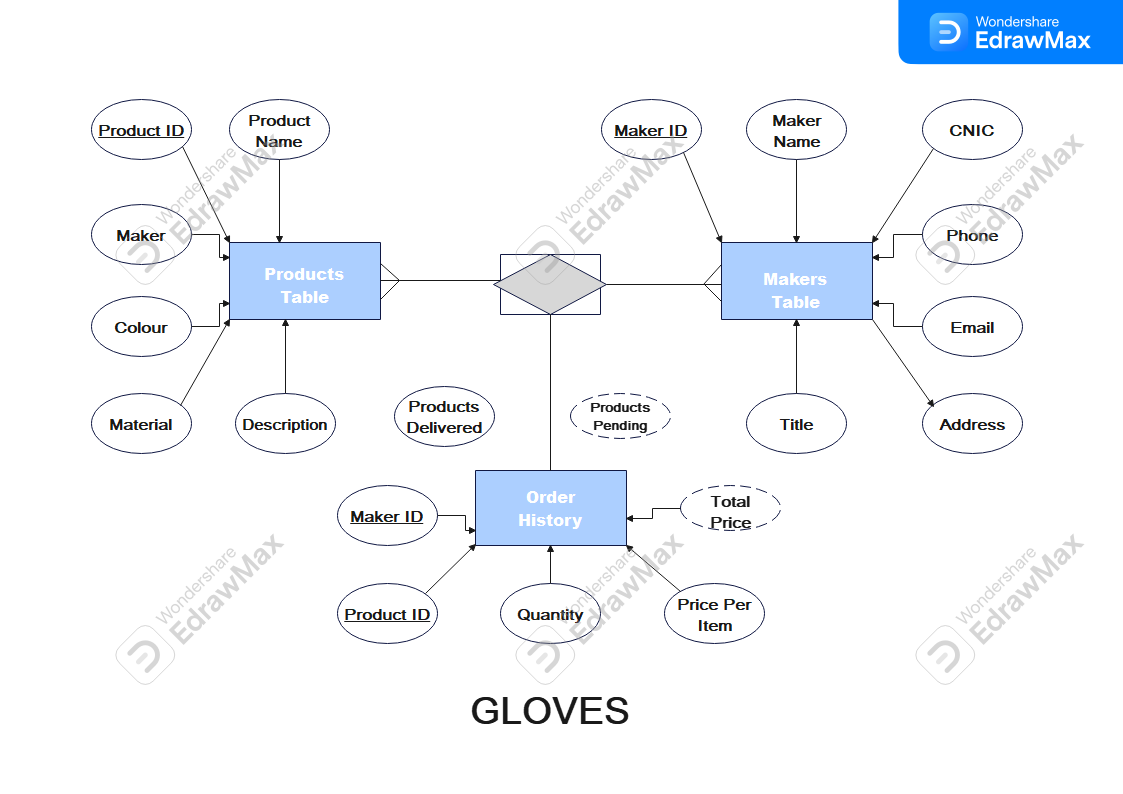 Wondershare
EdrawMax
Product ID
Product
Name
Maker ID
Maker
Name
CNIC
Wondershare
EdrawMax
Wondershare
EdrawMax
Wondershare
EdrawMax
Maker
Phone
Products
Table
Makers
Table
Colour
Email
Material
Description
Products
Delivered
Products
Pending
Title
Address
Order
History
Maker ID
Total
Price
Wondershare
EdrawMax
Wondershare
EdrawMax
Wondershare
EdrawMax
Product ID
Quantity
Price Per
Item
GLOVES